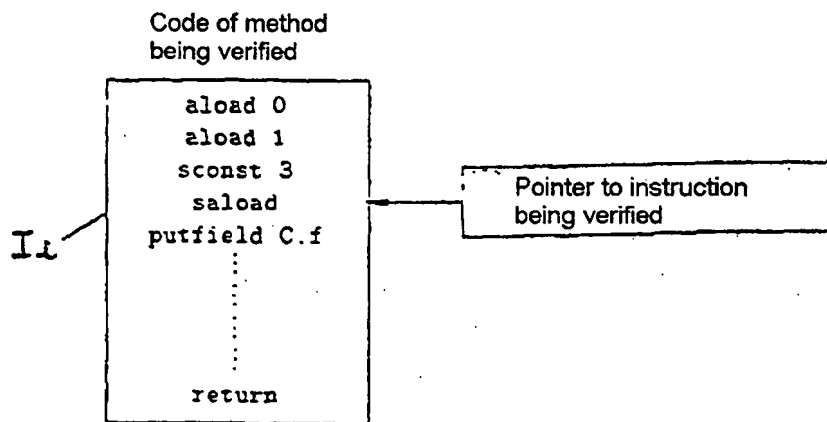 Code of method
being verified
aload 0
aload 1
sconst 3
saload
putfield C.f
return
Pointer to instruction
being verified
Ii